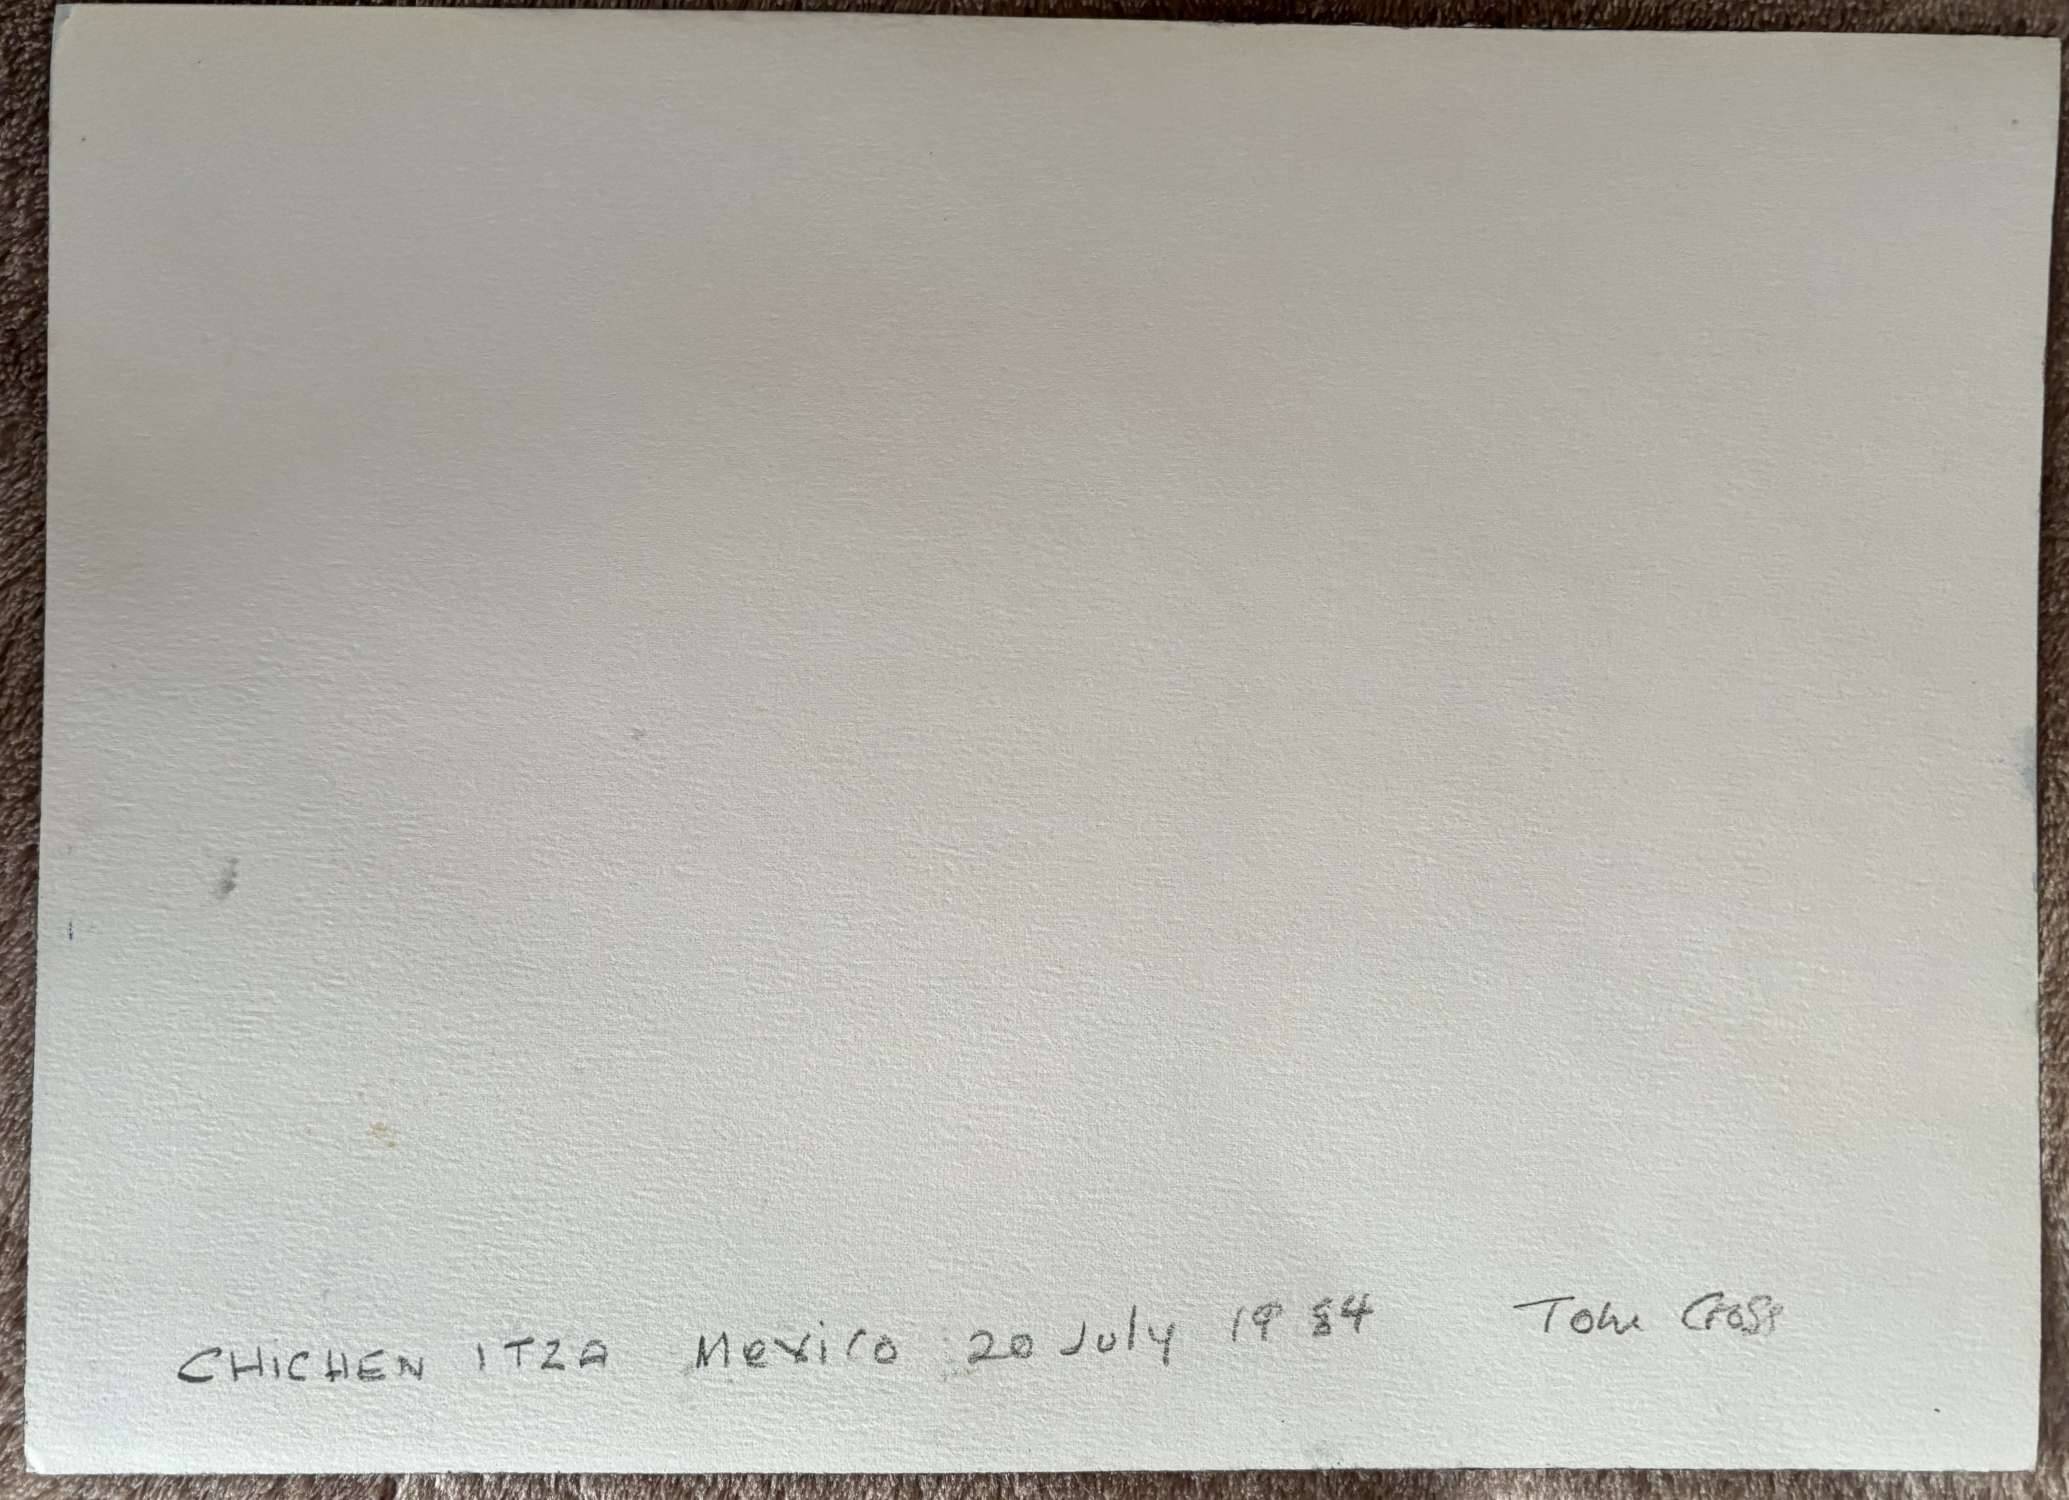 CHICHEN ITZA Mexico 20 July 1984 Tom Cross